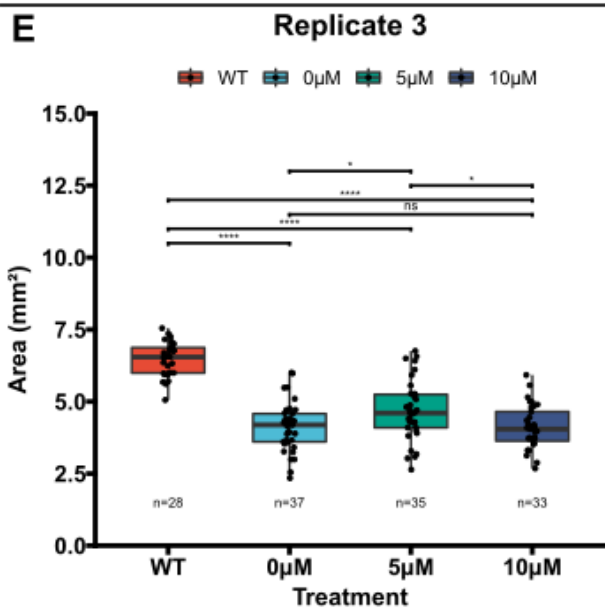 E
Replicate 3
WT 0µM 5µM 10µM
15.0
*
12.5
*
****
ns
****
****
10.0
Area (mm²)
7.5
5.0
2.5
n=28 n=37 n=35 n=33
0.0
WT 0µM 5µM 10µM
Treatment